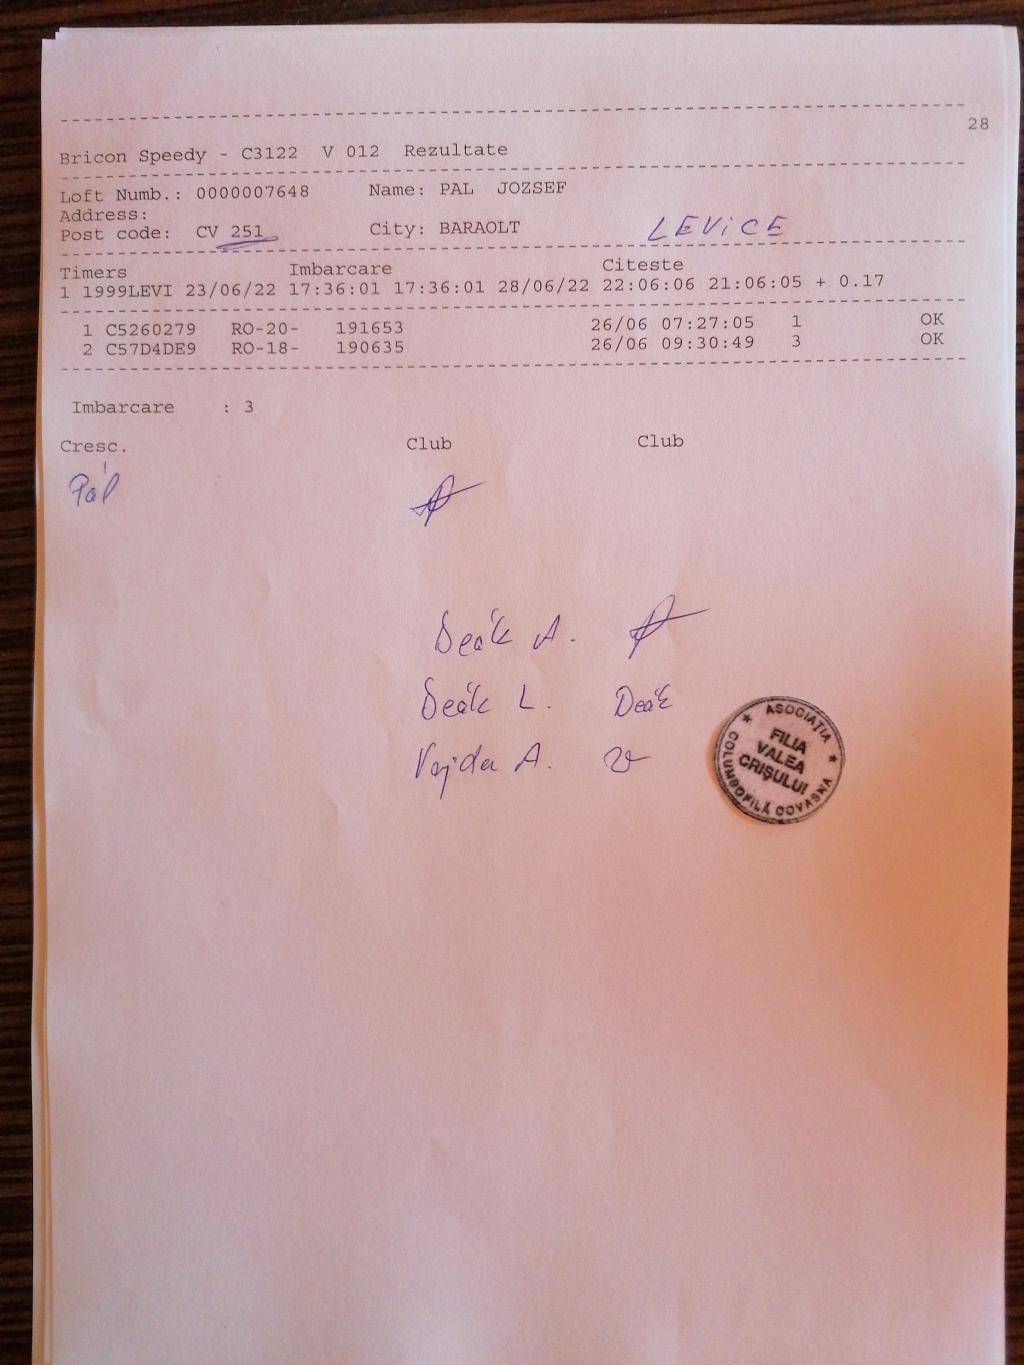 28
Bricon Speedy - C3122 V 012 Rezultate
Loft Numb.: 0000007648 Name: PAL JOZSEF
Address:
Post code: CV 251 City: BARAOLT LEViCE
Timers Imbarcare Citeste
1 1999LEVI 23/06/22 17:36:01 17:36:01 28/06/22 22:06:06 21:06:05 + 0.17
1 C5260279 RO-20- 191653 26/06 07:27:05 1 OK
2 C57D4DE9 RO-18- 190635 26/06 09:30:49 3 OK
Imbarcare : 3
Cresc. Club Club
Pál
Deák A.
Deák L. Deák
Vajda A.
ASOCIAŢIA
COLUMBOFILĂ COVASNA
FILIA
VALEA
CRIŞULUI